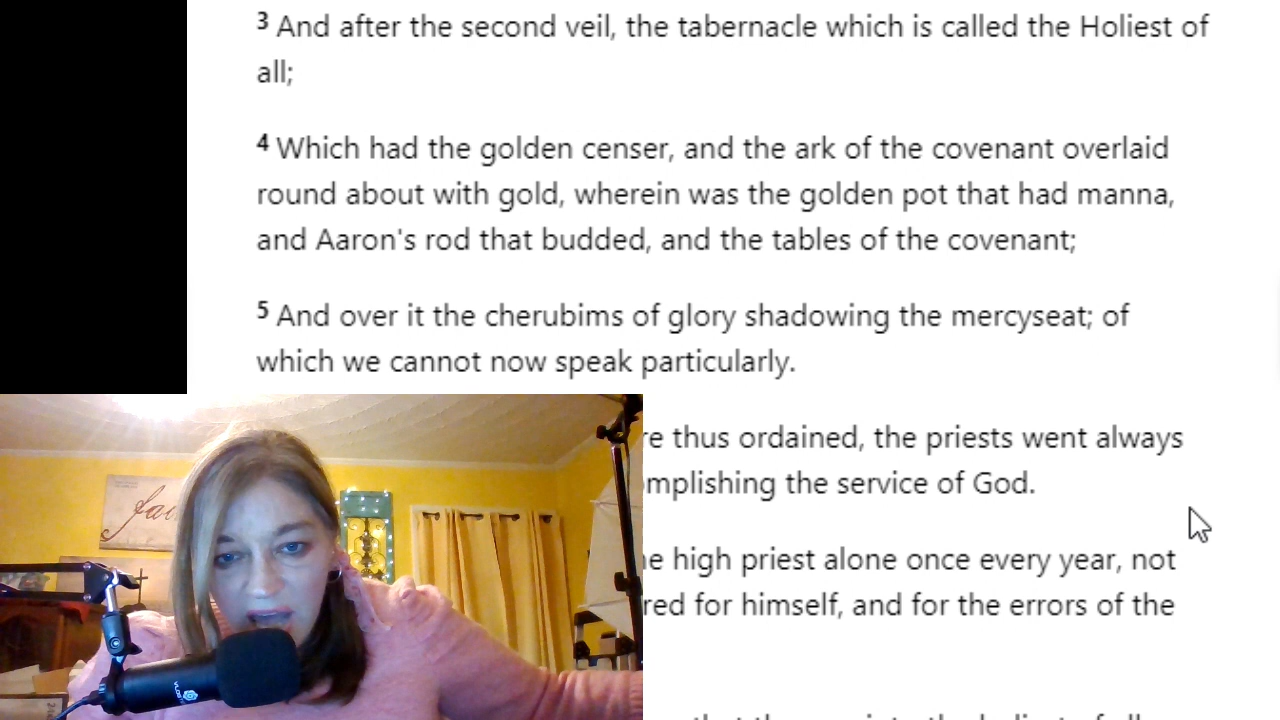 3 And after the second veil, the tabernacle which is called the Holiest of
all;
4 Which had the golden censer, and the ark of the covenant overlaid
round about with gold, wherein was the golden pot that had manna,
and Aaron's rod that budded, and the tables of the covenant;
5 And over it the cherubims of glory shadowing the mercyseat; of
which we cannot now speak particularly.
thus ordained, the priests went always
the service of God.
high priest alone once every year, not
for himself, and for the errors of the